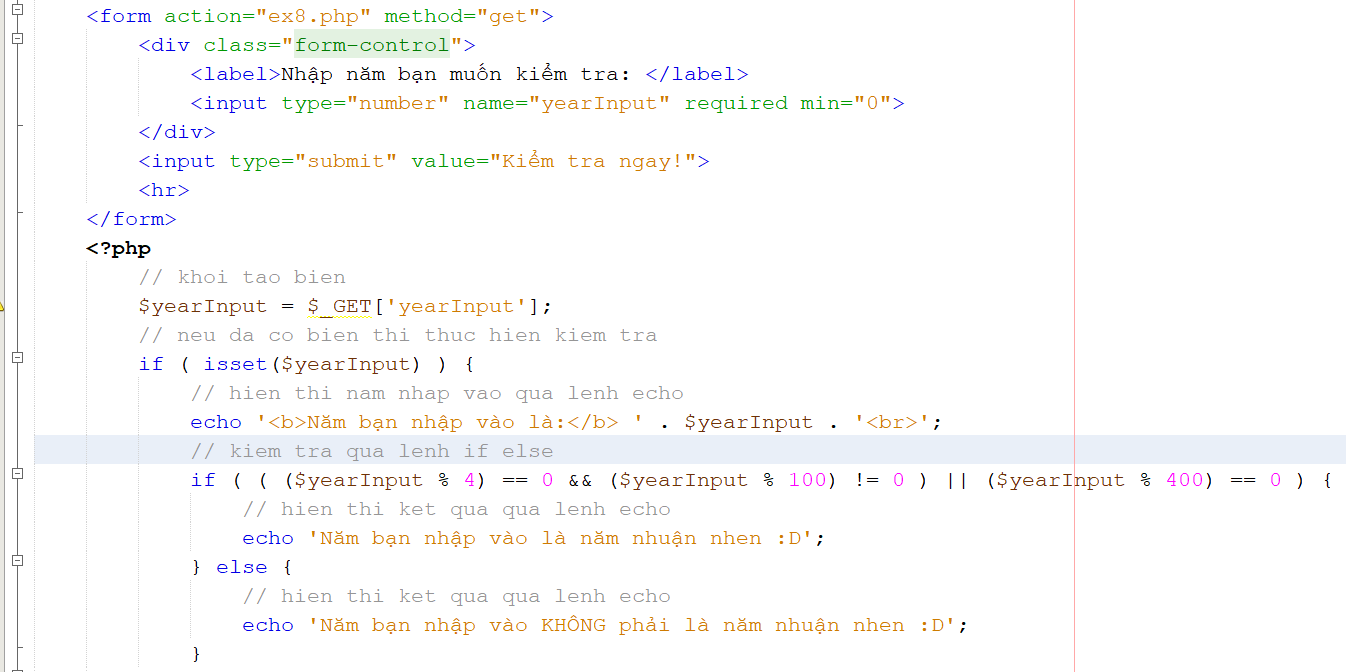 <form action="ex8.php" method="get">
<div class="form-control">
<label>Nhập năm bạn muốn kiểm tra: </label>
<input type="number" name="yearInput" required min="0">
</div>
<input type="submit" value="Kiểm tra ngay!">
<hr>
</form>
<?php
// khoi tao bien
$yearInput = $_GET['yearInput'];
// neu da co bien thi thuc hien kiem tra
if ( isset($yearInput) ) {
// hien thi nam nhap vao qua lenh echo
echo '<b>Năm bạn nhập vào là:</b> ' . $yearInput . '<br>';
// kiem tra qua lenh if else
if ( ( ($yearInput % 4) == 0 && ($yearInput % 100) != 0 ) || ($yearInput % 400) == 0 ) {
// hien thi ket qua qua lenh echo
echo 'Năm bạn nhập vào là năm nhuận nhen :D';
} else {
// hien thi ket qua qua lenh echo
echo 'Năm bạn nhập vào KHÔNG phải là năm nhuận nhen :D';
}